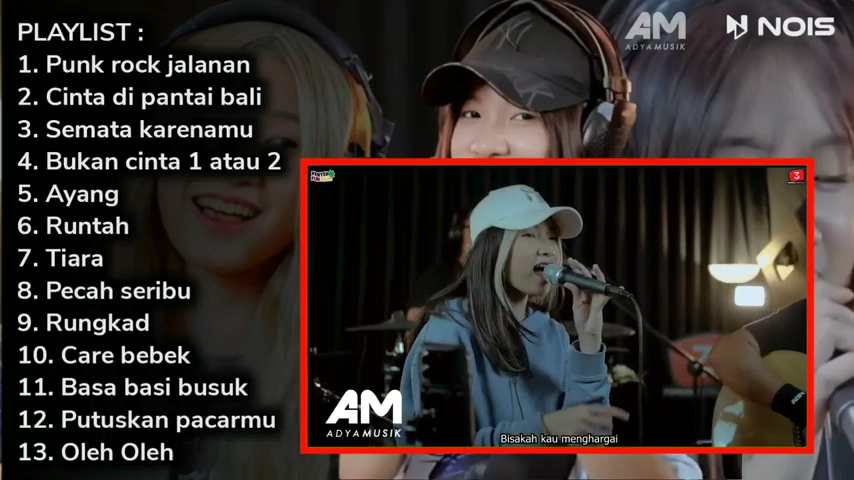 PLAYLIST :
1. Punk rock jalanan
2. Cinta di pantai bali
3. Semata karenamu
4. Bukan cinta 1 atau 2
5. Ayang
6. Runtah
7. Tiara
8. Pecah seribu
9. Rungkad
10. Care bebek
11. Basa basi busuk
12. Putuskan pacarmu
13. Oleh Oleh
AM
ADYAMUSIK
NOIS
3
AM
ADYAMUSIK
Bisakah kau menghargai